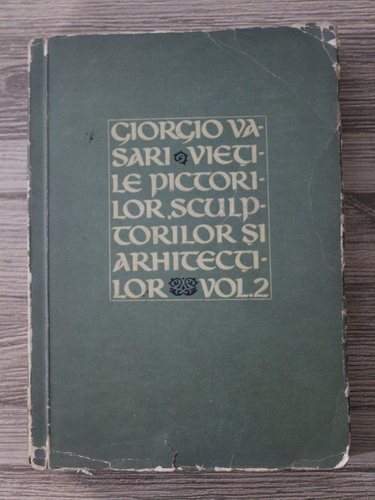 GIORGIO VA-
SARI VIEȚI-
LE PICTORI-
LOR, SCULP-
TORILOR ȘI
ARHITECȚI-
LOR VOL.2